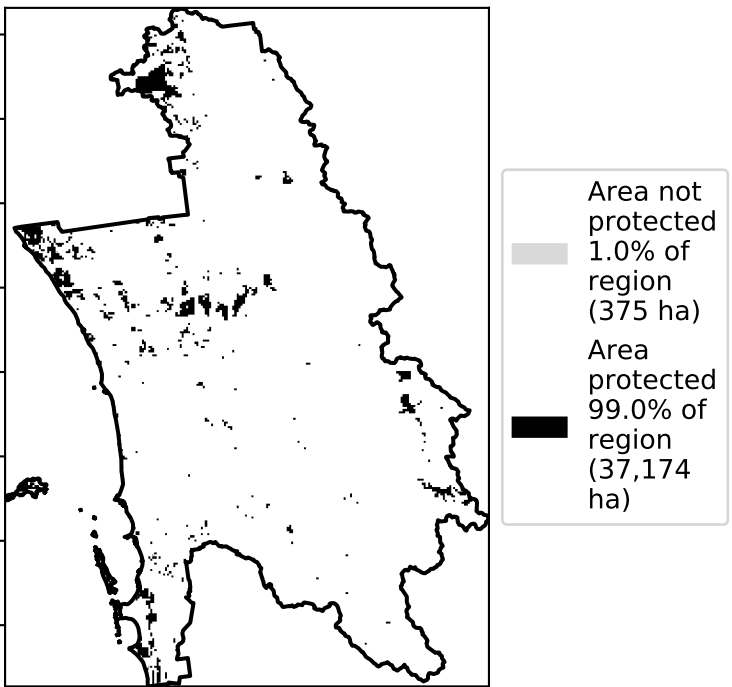 Area not
protected
1.0% of
region
(375 ha)
Area
protected
99.0% of
region
(37,174
ha)